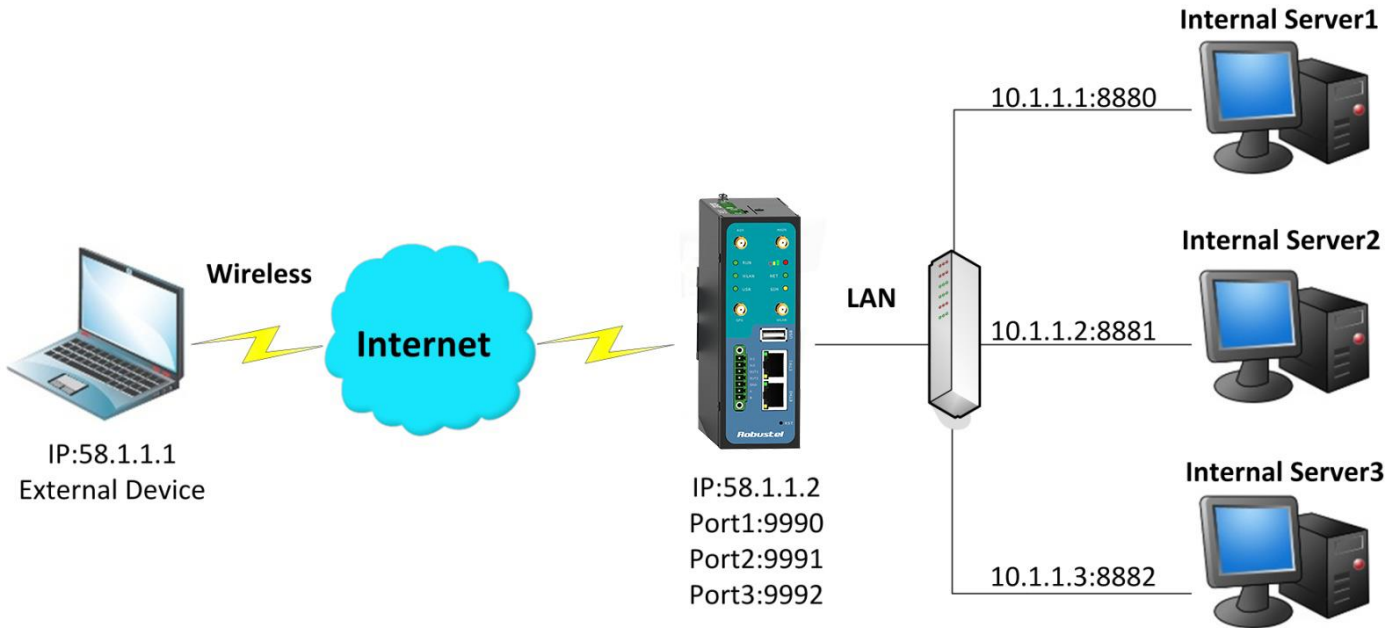 Internal Server1
10.1.1.1:8880
Internal Server2
Wireless
Internet
LAN
10.1.1.2:8881
IP:58.1.1.1
External Device
Robustel
RST
IP:58.1.1.2
Port1:9990
Port2:9991
Port3:9992
Internal Server3
10.1.1.3:8882